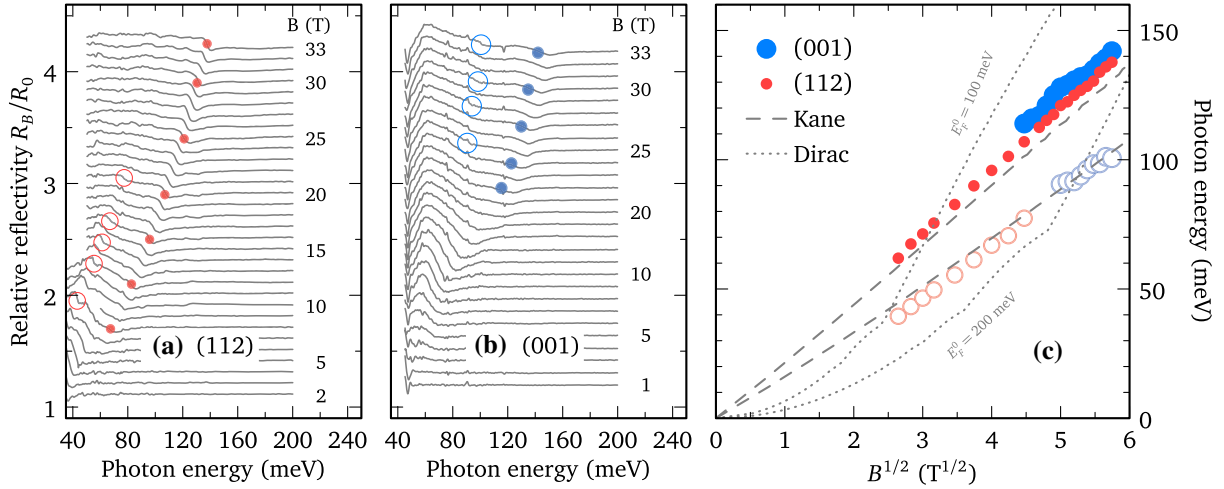 Relative reflectivity R_B/R_0
4
3
2
1
B (T)
33
30
25
20
15
10
5
2
(a) (112)
40 80 120 160 200 240
Photon energy (meV)
B (T)
33
30
25
20
15
10
5
1
(b) (001)
40 80 120 160 200 240
Photon energy (meV)
(001)
(112)
Kane
Dirac
E_F^0 = 100 meV
E_F^0 = 200 meV
(c)
150
100
50
0
Photon energy (meV)
0 1 2 3 4 5 6
B^{1/2} (T^{1/2})